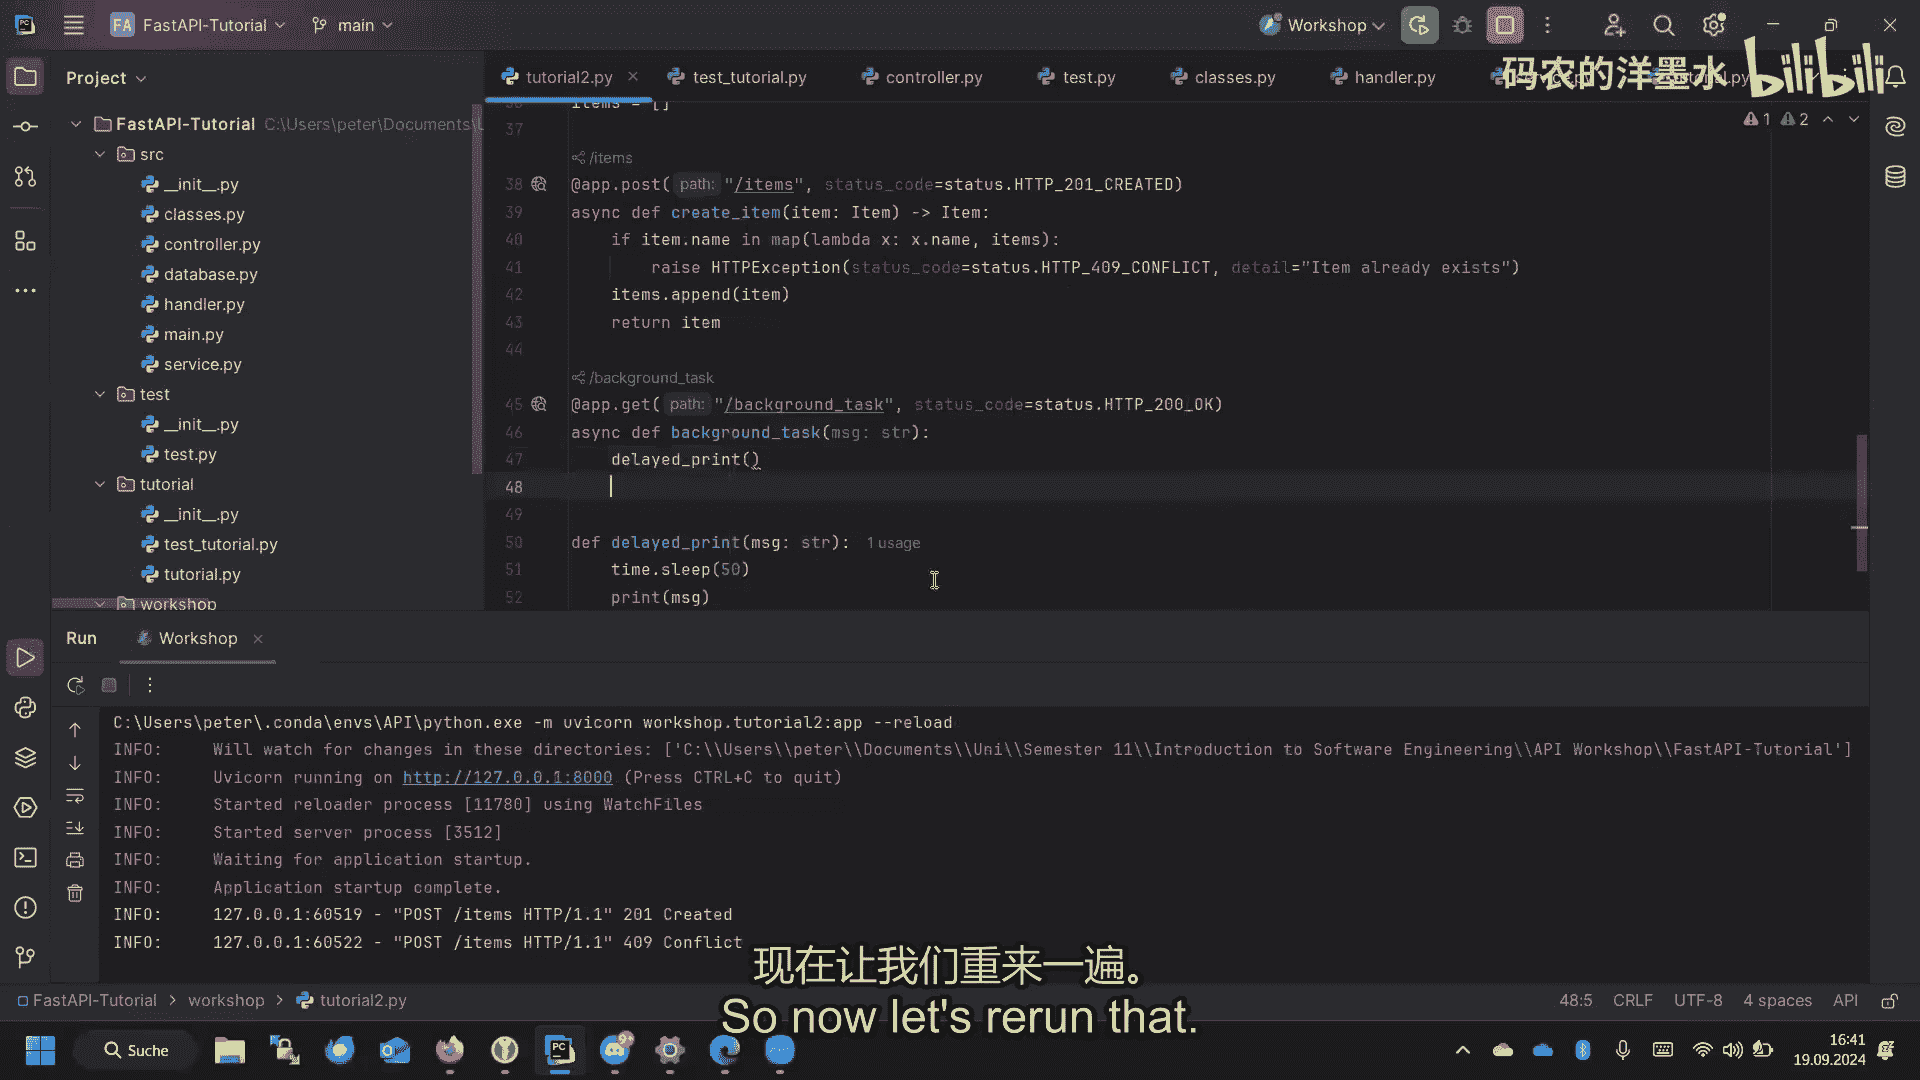 FA FastAPI-Tutorial main Workshop
码农的洋墨水 bilibili
Project
tutorial2.py test_tutorial.py controller.py test.py classes.py handler.py
FastAPI-Tutorial C:\Users\peter\Documents\U
src
__init__.py
classes.py
controller.py
database.py
handler.py
main.py
service.py
test
__init__.py
test.py
tutorial
__init__.py
test_tutorial.py
tutorial.py
workshop
1 2
36 items = []
37
/items
38 @app.post( path: "/items", status_code=status.HTTP_201_CREATED)
39 async def create_item(item: Item) -> Item:
40 if item.name in map(lambda x: x.name, items):
41 raise HTTPException(status_code=status.HTTP_409_CONFLICT, detail="Item already exists")
42 items.append(item)
43 return item
44
/background_task
45 @app.get( path: "/background_task", status_code=status.HTTP_200_OK)
46 async def background_task(msg: str):
47 delayed_print()
48
49
50 def delayed_print(msg: str): 1 usage
51 time.sleep(50)
52 print(msg)
Run Workshop
C:\Users\peter\.conda\envs\API\python.exe -m uvicorn workshop.tutorial2:app --reload
INFO: Will watch for changes in these directories: ['C:\\Users\\peter\\Documents\\Uni\\Semester 11\\Introduction to Software Engineering\\API Workshop\\FastAPI-Tutorial']
INFO: Uvicorn running on http://127.0.0.1:8000 (Press CTRL+C to quit)
INFO: Started reloader process [11780] using WatchFiles
INFO: Started server process [3512]
INFO: Waiting for application startup.
INFO: Application startup complete.
INFO: 127.0.0.1:60519 - "POST /items HTTP/1.1" 201 Created
INFO: 127.0.0.1:60522 - "POST /items HTTP/1.1" 409 Conflict
现在让我们重来一遍。
FastAPI-Tutorial > workshop > tutorial2.py 48:5 CRLF UTF-8 4 spaces API
So now let's rerun that.
Suche
16:41
19.09.2024